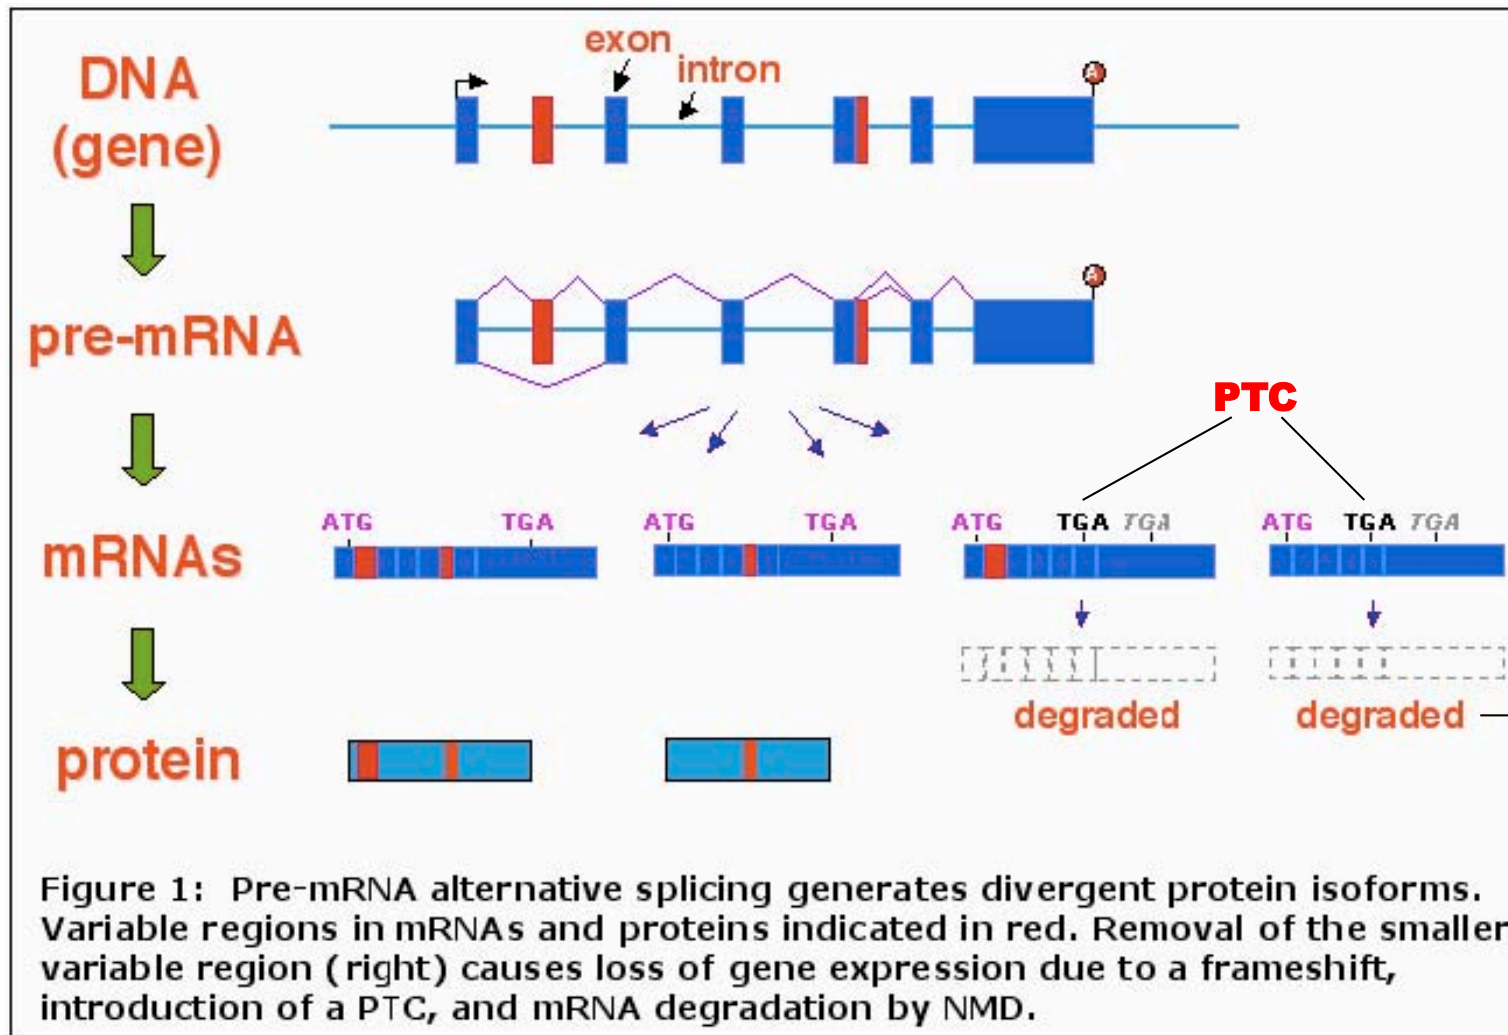 exon
intron
A
DNA
(gene)
A
pre-mRNA
PTC
ATG TGA ATG TGA ATG TGA TGA ATG TGA TGA
mRNAs
degraded degraded
protein
Figure 1: Pre-mRNA alternative splicing generates divergent protein isoforms.
Variable regions in mRNAs and proteins indicated in red. Removal of the smaller
variable region (right) causes loss of gene expression due to a frameshift,
introduction of a PTC, and mRNA degradation by NMD.